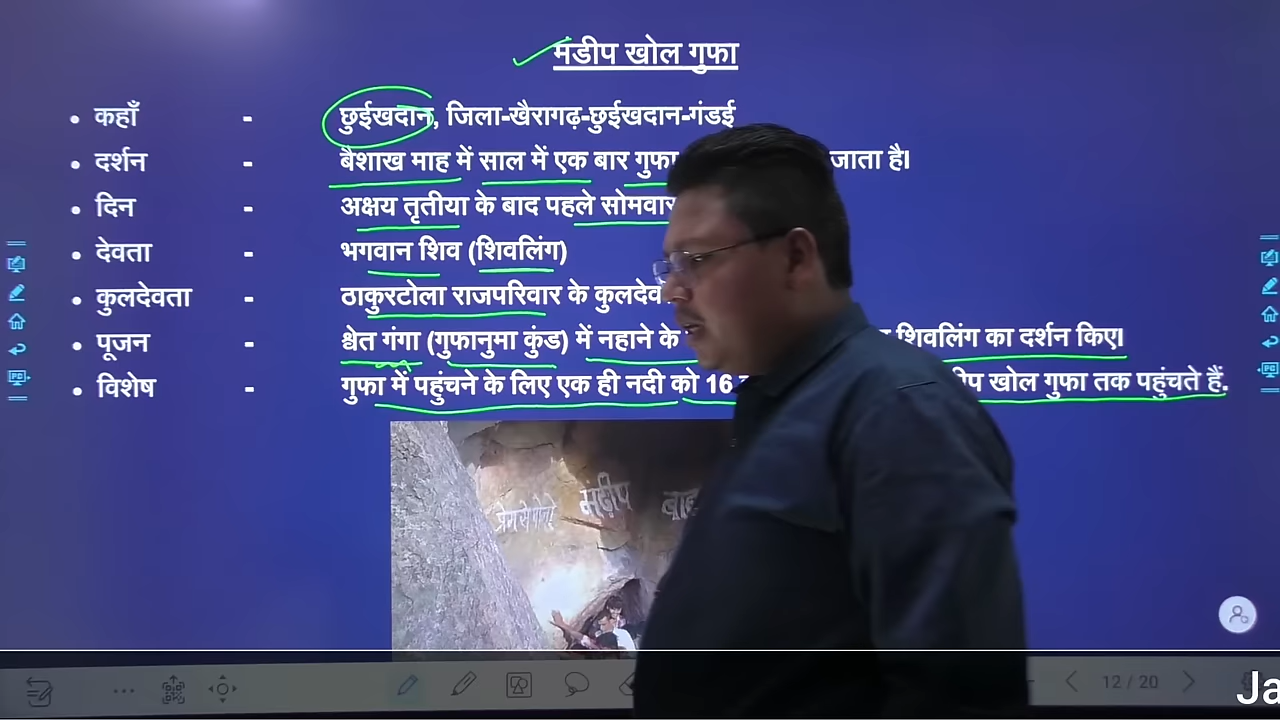 मंडीप खोल गुफा
कहाँ - छुईखदान, जिला-खैरागढ़-छुईखदान-गंडई
दर्शन - बैशाख माह में साल में एक बार गुफा जाता है।
दिन - अक्षय तृतीया के बाद पहले सोमवार
देवता - भगवान शिव (शिवलिंग)
कुलदेवता - ठाकुरटोला राजपरिवार के
पूजन - श्वेत गंगा (गुफानुमा कुंड) में नहाने के शिवलिंग का दर्शन किए।
विशेष - गुफा में पहुंचने के लिए एक ही नदी को 16 खोल गुफा तक पहुंचते हैं.
12 / 20
Ja